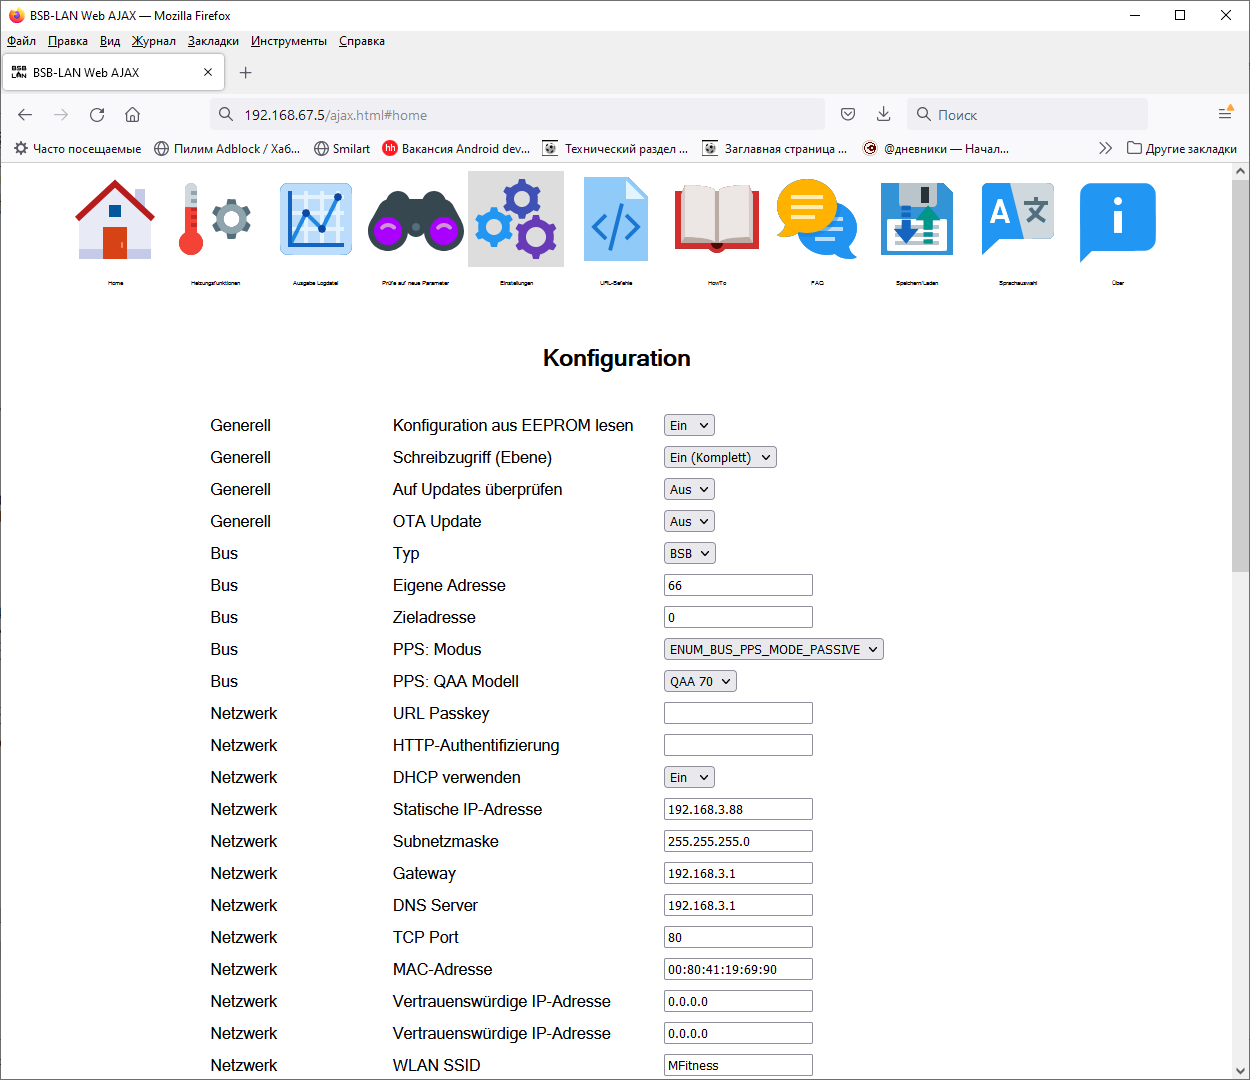 BSB-LAN Web AJAX — Mozilla Firefox
Файл Правка Вид Журнал Закладки Инструменты Справка
BSB LAN BSB-LAN Web AJAX
192.168.67.5/ajax.html#home Поиск
Часто посещаемые Пилим Adblock / Хаб... Smilart hh Вакансия Android dev... Технический раздел ... Заглавная страница ... @дневники — Начал... Другие закладки
Home Heizungsfunktionen Ausgabe Logdatei Prüfe auf neue Parameter Einstellungen URL-Befehle HowTo FAQ Speichern/Laden Sprachauswahl Über
Konfiguration
Generell Konfiguration aus EEPROM lesen Ein
Generell Schreibzugriff (Ebene) Ein (Komplett)
Generell Auf Updates überprüfen Aus
Generell OTA Update Aus
Bus Typ BSB
Bus Eigene Adresse 66
Bus Zieladresse 0
Bus PPS: Modus ENUM_BUS_PPS_MODE_PASSIVE
Bus PPS: QAA Modell QAA 70
Netzwerk URL Passkey
Netzwerk HTTP-Authentifizierung
Netzwerk DHCP verwenden Ein
Netzwerk Statische IP-Adresse 192.168.3.88
Netzwerk Subnetzmaske 255.255.255.0
Netzwerk Gateway 192.168.3.1
Netzwerk DNS Server 192.168.3.1
Netzwerk TCP Port 80
Netzwerk MAC-Adresse 00:80:41:19:69:90
Netzwerk Vertrauenswürdige IP-Adresse 0.0.0.0
Netzwerk Vertrauenswürdige IP-Adresse 0.0.0.0
Netzwerk WLAN SSID MFitness